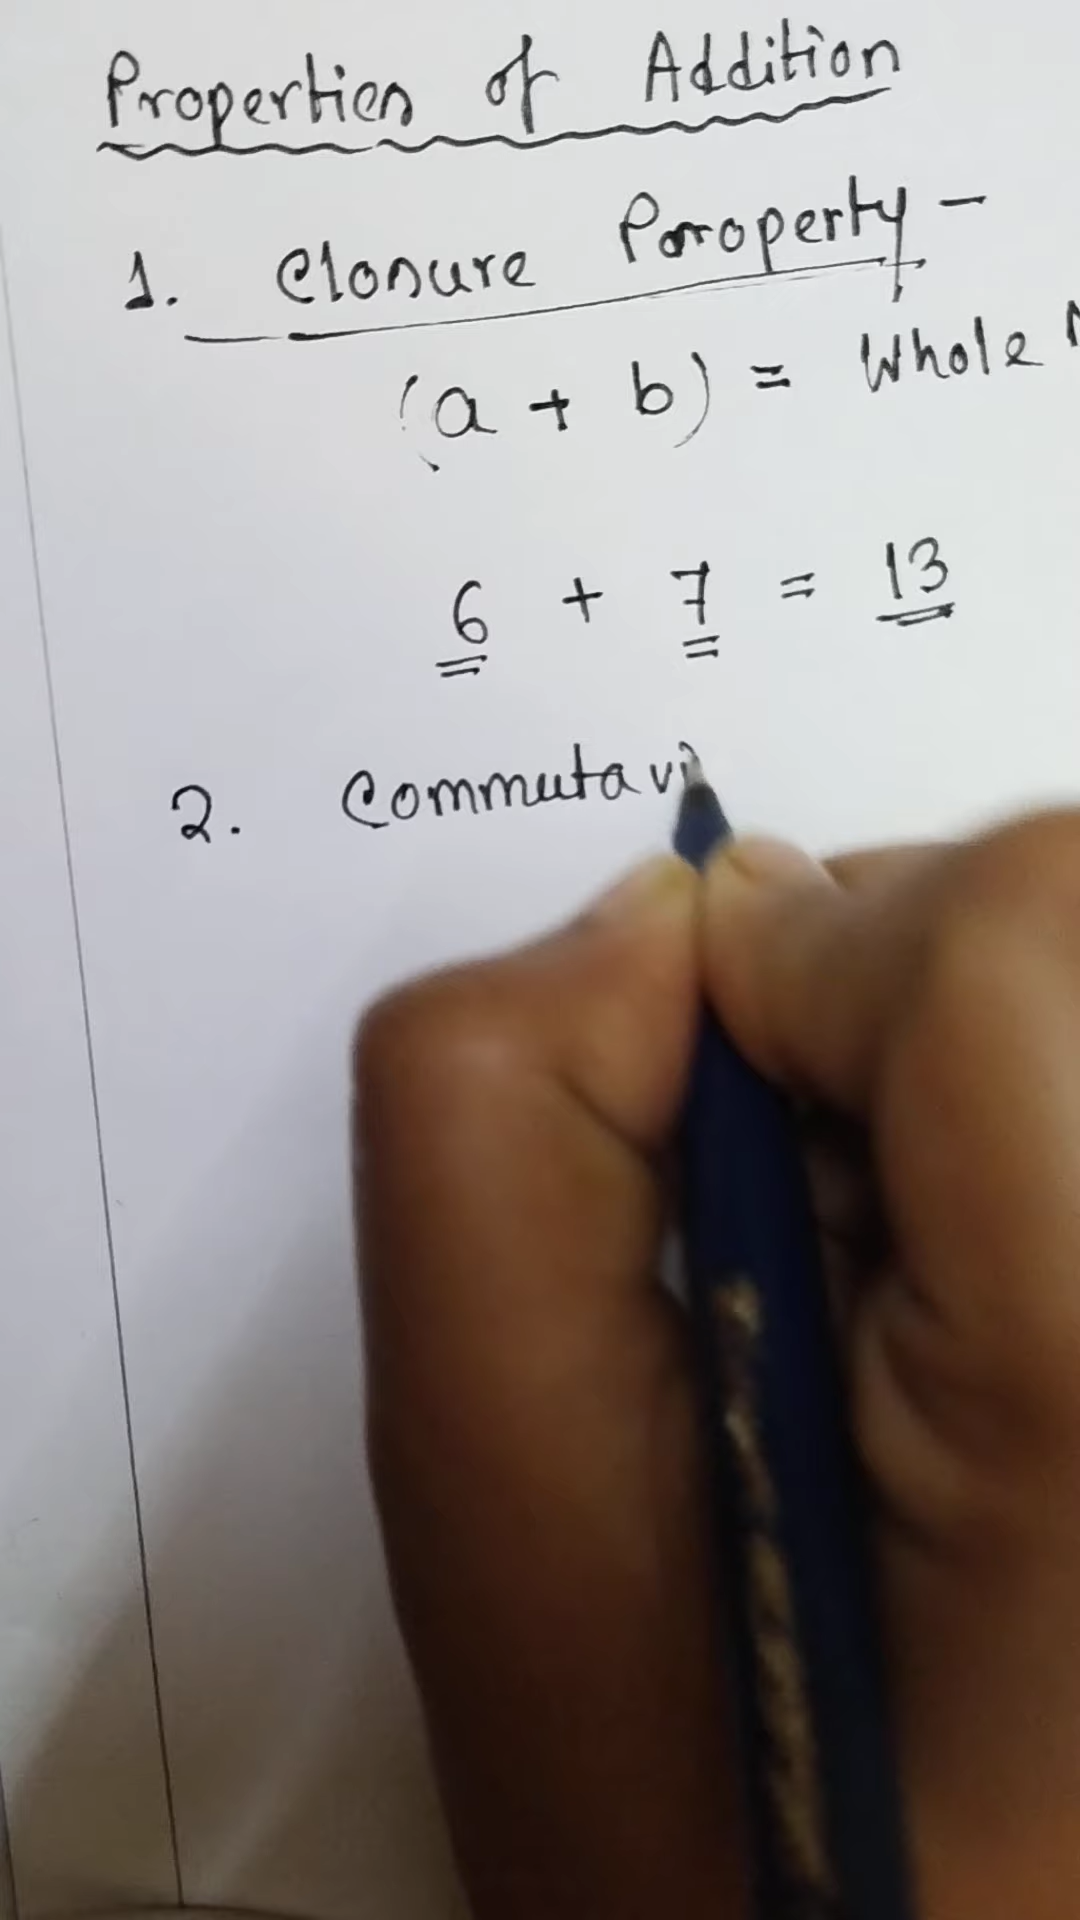 Properties of Addition
1. Closure Property -
(a + b) = Whole
6 + 7 = 13
2. Commutavi